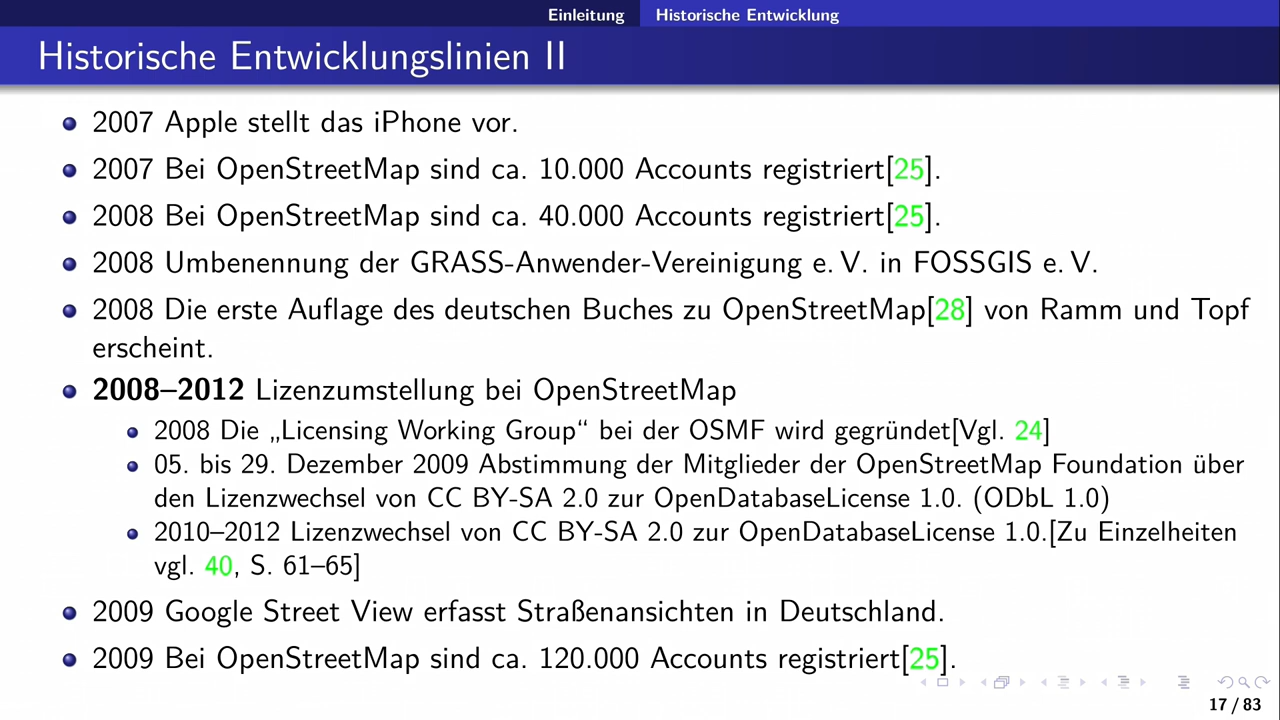 Einleitung Historische Entwicklung
Historische Entwicklungslinien II
2007 Apple stellt das iPhone vor.
2007 Bei OpenStreetMap sind ca. 10.000 Accounts registriert[25].
2008 Bei OpenStreetMap sind ca. 40.000 Accounts registriert[25].
2008 Umbenennung der GRASS-Anwender-Vereinigung e. V. in FOSSGIS e. V.
2008 Die erste Auflage des deutschen Buches zu OpenStreetMap[28] von Ramm und Topf
erscheint.
2008–2012 Lizenzumstellung bei OpenStreetMap
2008 Die „Licensing Working Group“ bei der OSMF wird gegründet[Vgl. 24]
05. bis 29. Dezember 2009 Abstimmung der Mitglieder der OpenStreetMap Foundation über
den Lizenzwechsel von CC BY-SA 2.0 zur OpenDatabaseLicense 1.0. (ODbL 1.0)
2010–2012 Lizenzwechsel von CC BY-SA 2.0 zur OpenDatabaseLicense 1.0.[Zu Einzelheiten
vgl. 40, S. 61–65]
2009 Google Street View erfasst Straßenansichten in Deutschland.
2009 Bei OpenStreetMap sind ca. 120.000 Accounts registriert[25].
17 / 83